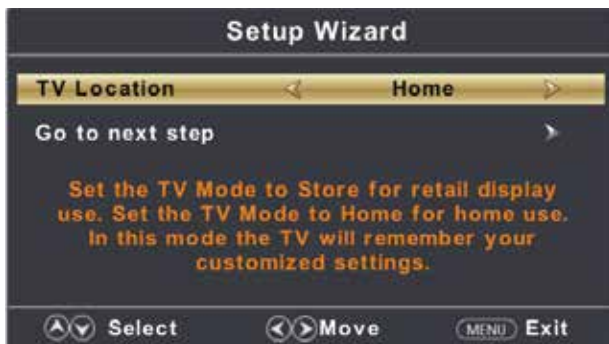 Setup Wizard
TV Location Home
Go to next step
Set the TV Mode to Store for retail display
use. Set the TV Mode to Home for home use.
In this mode the TV will remember your
customized settings.
Select Move MENU Exit